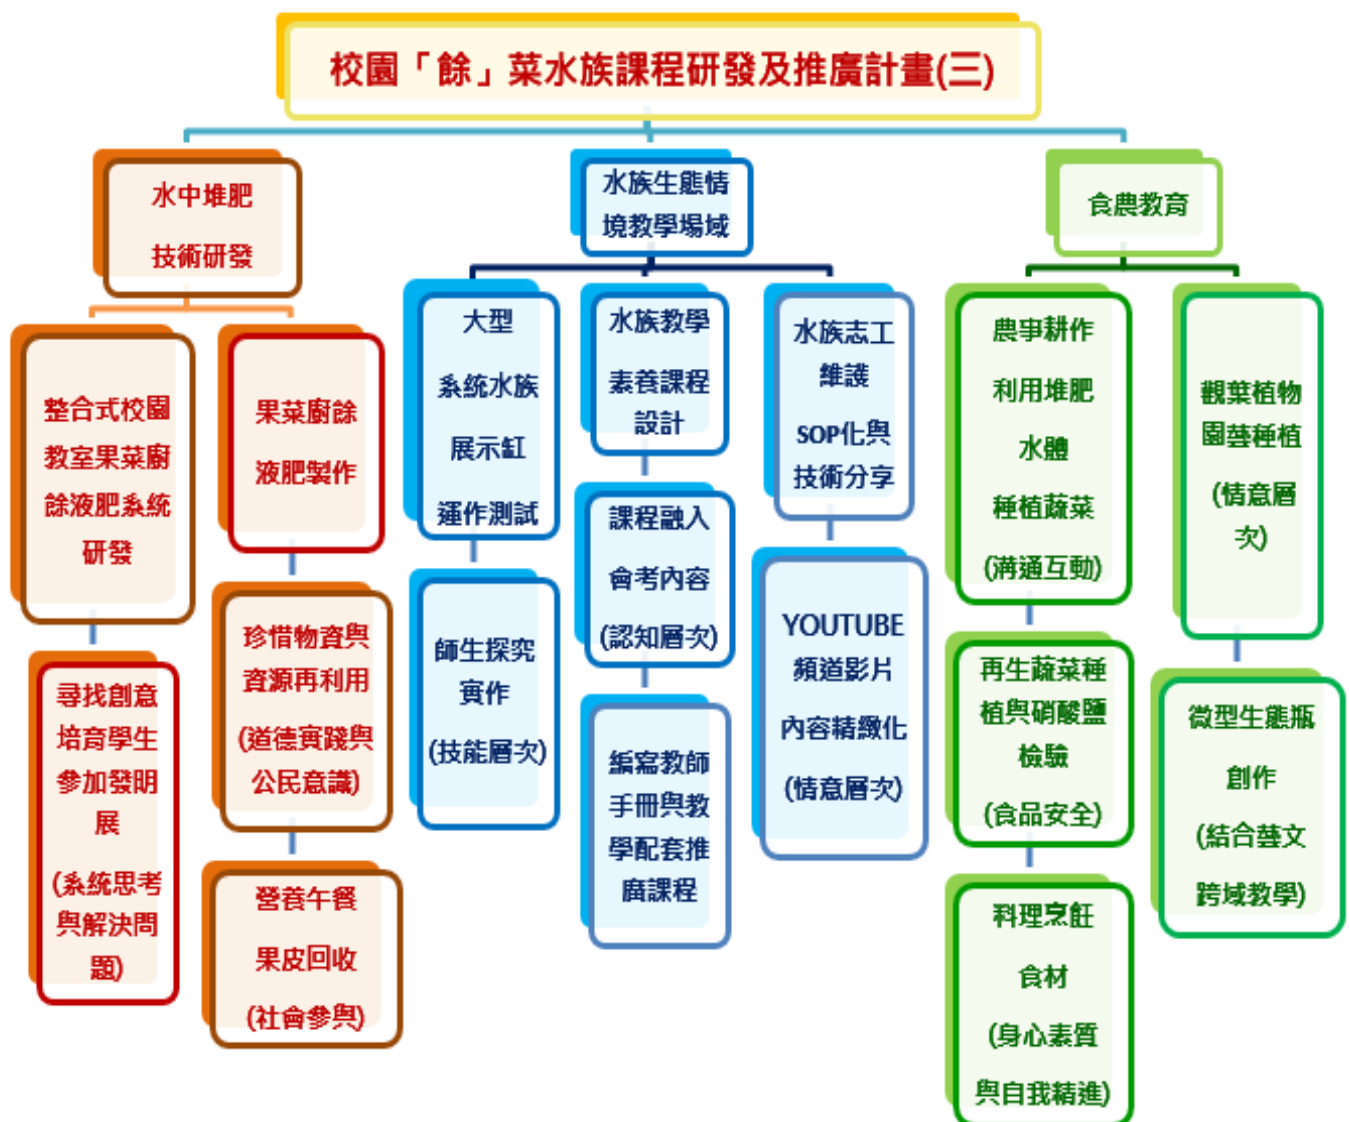 校園「餘」菜水族課程研發及推廣計畫(三)
水中堆肥
技術研發
整合式校園
教室果菜廚
餘液肥系統
研發
尋找創意
培育學生
參加發明
展
(系統思考
與解決問
題)
果菜廚餘
液肥製作
珍惜物資與
資源再利用
(道德實踐與
公民意識)
營養午餐
果皮回收
(社會參與)
水族生態情
境教學場域
大型
系統水族
展示缸
運作測試
師生探究
實作
(技能層次)
水族教學
素養課程
設計
課程融入
會考內容
(認知層次)
編寫教師
手冊與教
學配套推
廣課程
水族志工
維護
SOP化與
技術分享
YOUTUBE
頻道影片
內容精緻化
(情意層次)
食農教育
農事耕作
利用堆肥
水體
種植蔬菜
(溝通互動)
再生蔬菜種
植與硝酸鹽
檢驗
(食品安全)
料理烹飪
食材
(身心素質
與自我精進)
觀葉植物
園藝種植
(情意層
次)
微型生態瓶
創作
(結合藝文
跨域教學)